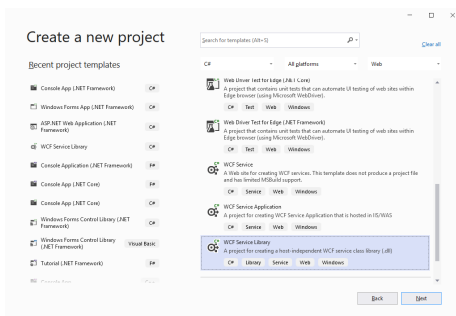 Create a new project
Search for templates (Alt+S)
Clear all
Recent project templates
C#
All platforms
Web
Console App (.NET Framework)
C#
Windows Forms App (.NET Framework)
C#
ASP.NET Web Application (.NET
Framework)
C#
WCF Service Library
C#
Console Application (.NET Framework)
F#
Console App (.NET Core)
F#
Console App (.NET Core)
C#
Windows Forms Control Library (.NET
Framework)
C#
Windows Forms Control Library
(.NET Framework)
Visual Basic
Tutorial (.NET Framework)
F#
Web Driver Test for Edge (.NET Core)
A project that contains unit tests that can automate UI testing of web sites within
Edge browser (using Microsoft WebDriver).
C# Test Web Windows
Web Driver Test for Edge (.NET Framework)
A project that contains unit tests that can automate UI testing of web sites within
Edge browser (using Microsoft WebDriver).
C# Test Web Windows
WCF Service
A Web site for creating WCF services. This template does not produce a project file
and has limited MSBuild support.
C# Service Web Windows
WCF Service Application
A project for creating WCF Service Application that is hosted in IIS/WAS
C# Service Web Windows
WCF Service Library
A project for creating a host-independent WCF service class library (.dll)
C# Library Service Web Windows
Back
Next